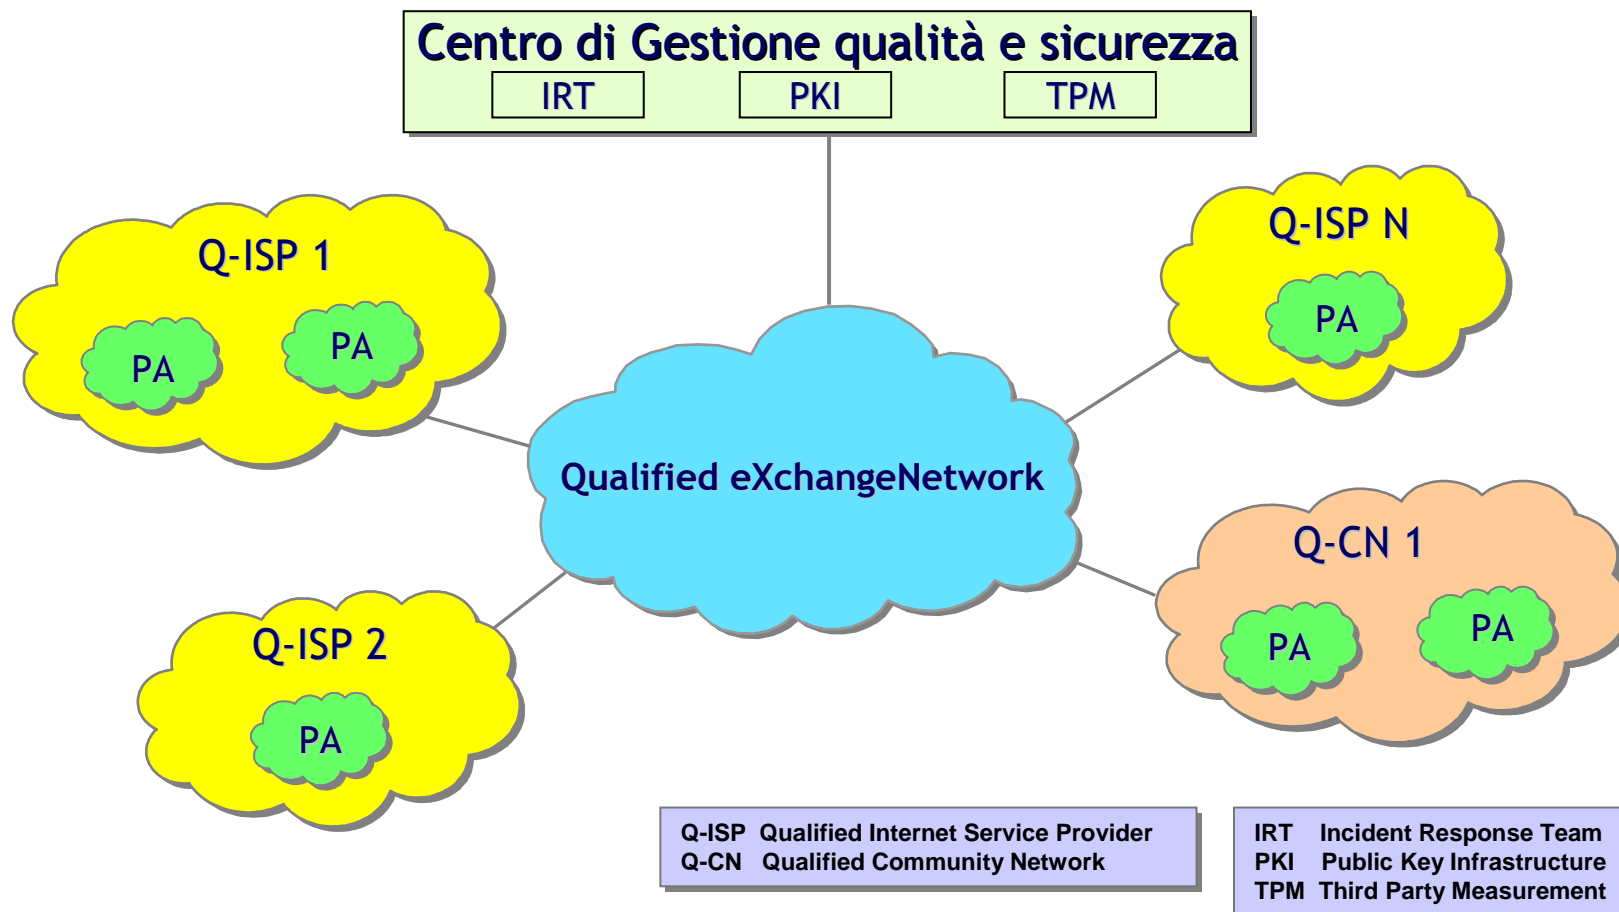 Centro di Gestione qualità e sicurezza
IRT PKI TPM
Q-ISP 1
PA
PA
Q-ISP N
PA
Qualified eXchangeNetwork
Q-CN 1
PA
PA
Q-ISP 2
PA
Q-ISP Qualified Internet Service Provider
Q-CN Qualified Community Network
IRT Incident Response Team
PKI Public Key Infrastructure
TPM Third Party Measurement